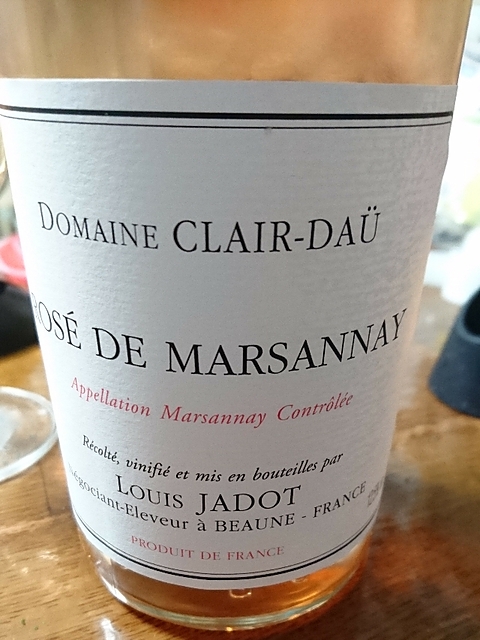 DOMAINE CLAIR-DAÜ
ROSÉ DE MARSANNAY
Appellation Marsannay Contrôlée
Récolté, vinifié et mis en bouteilles par
LOUIS JADOT
Négociant-Eleveur à BEAUNE - FRANCE
PRODUIT DE FRANCE